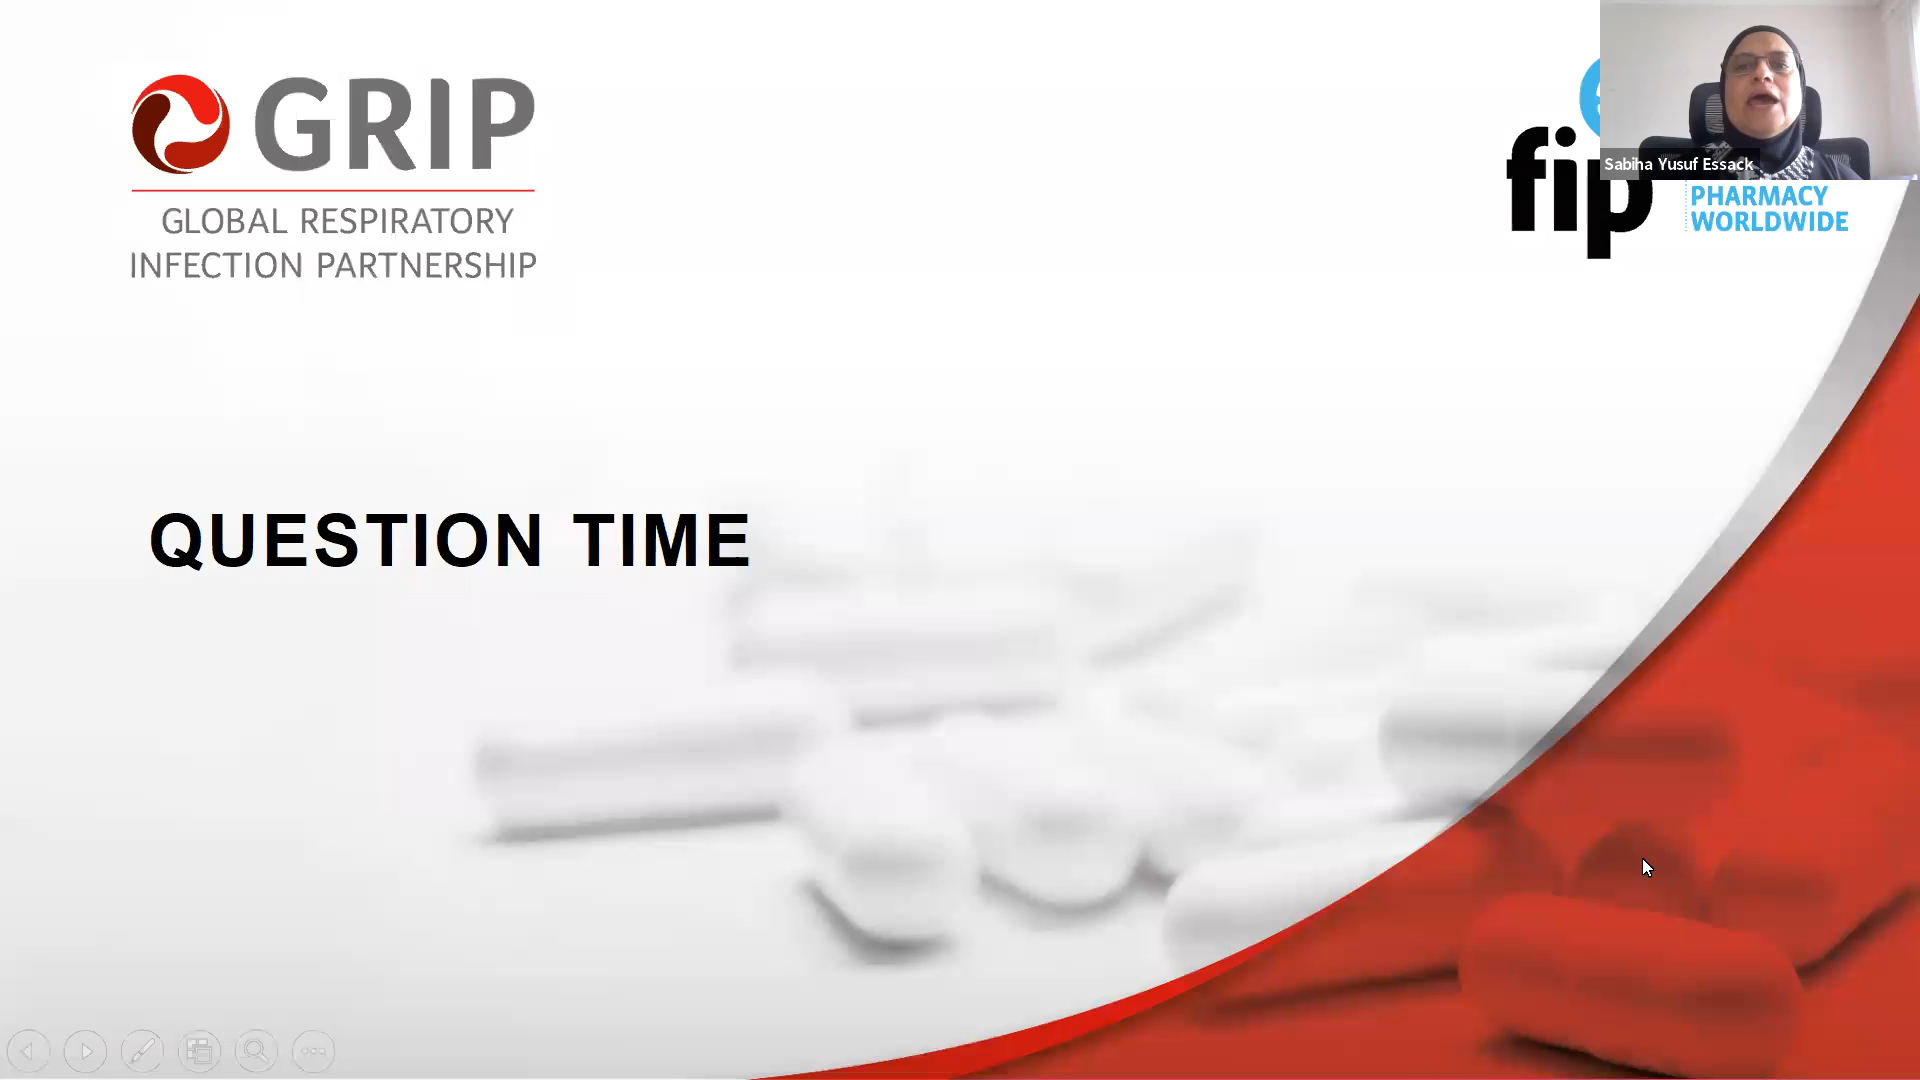 GRIP
GLOBAL RESPIRATORY
INFECTION PARTNERSHIP
Sabiha Yusuf Essack
fip
PHARMACY
WORLDWIDE
QUESTION TIME